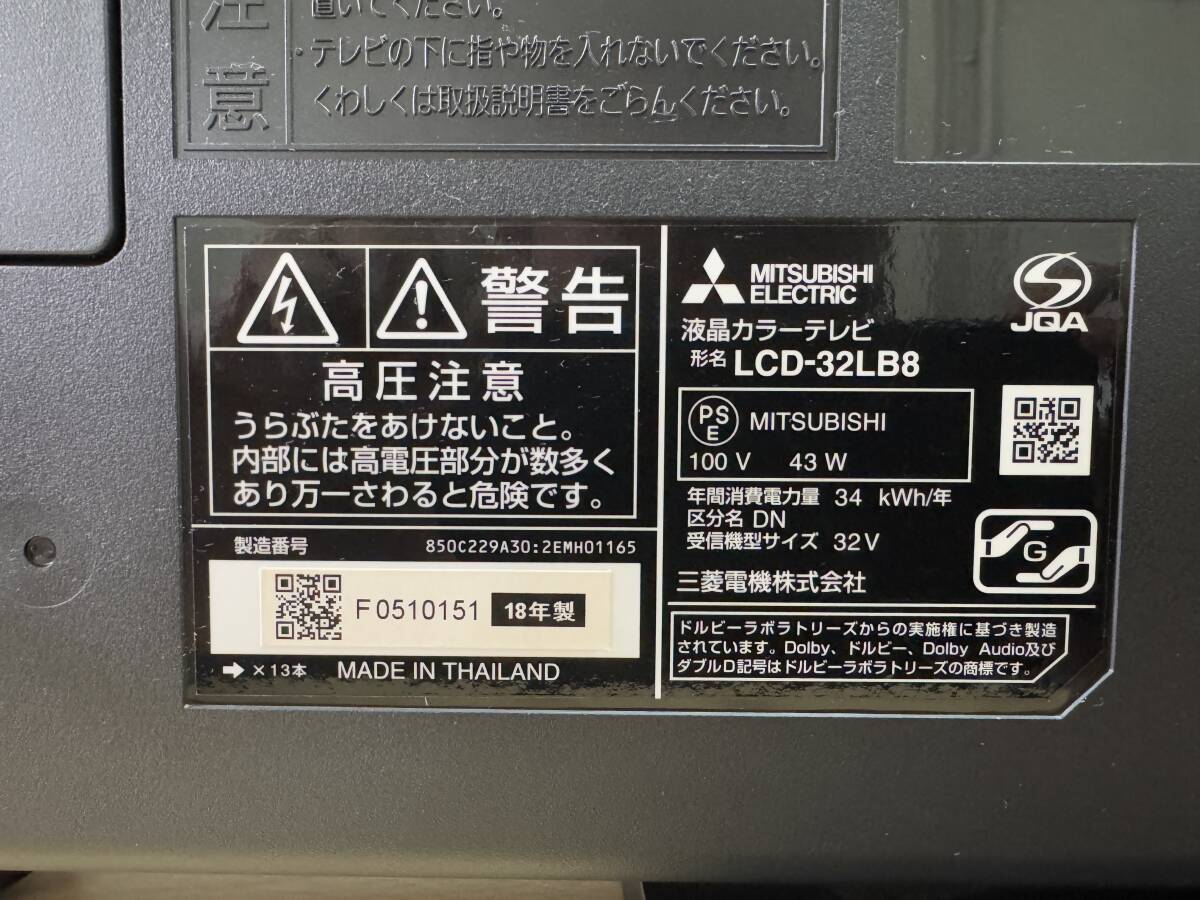 注意
置いてください。
・テレビの下に指や物を入れないでください。
くわしくは取扱説明書をごらんください。
警告
高圧注意
うらぶたをあけないこと。
内部には高電圧部分が数多く
あり万一さわると危険です。
製造番号 850C229A30:2EMH01165
F0510151 18年製
➡ ×13本 MADE IN THAILAND
MITSUBISHI
ELECTRIC
JQA
液晶カラーテレビ
形名 LCD-32LB8
PSE MITSUBISHI
100 V 43 W
年間消費電力量 34 kWh/年
区分名 DN
受信機型サイズ 32V
G
三菱電機株式会社
ドルビーラボラトリーズからの実施権に基づき製造
されています。Dolby、ドルビー、Dolby Audio及び
ダブルD記号はドルビーラボラトリーズの商標です。